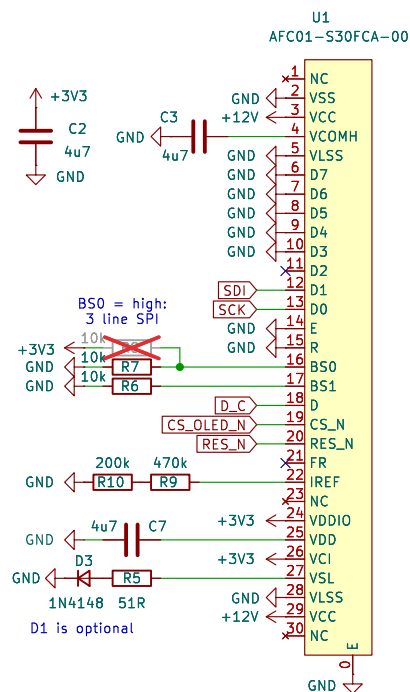 U1
AFC01-S30FCA-00
1 NC
GND 2 VSS
+12V 3 VCC
+3V3
C2
4u7
GND
C3
GND 4u7 4 VCOMH
GND 5 VLSS
GND 6 D7
GND 7 D6
GND 8 D5
GND 9 D4
GND 10 D3
11 D2
SDI 12 D1
SCK 13 D0
BS0 = high:
3 line SPI
GND 14 E
10k
+3V3 GND 15 R
10k
GND R7 16 BS0
10k
GND R6 17 BS1
D_C 18 D
CS_OLED_N 19 CS_N
RES_N 20 RES_N
21 FR
200k 470k
GND R10 R9 22 IREF
23 NC
+3V3 24 VDDIO
4u7 C7
GND 25 VDD
+3V3 26 VCI
D3
GND R5 27 VSL
1N4148 51R
GND 28 VLSS
+12V 29 VCC
D1 is optional
30 NC
E
0
GND